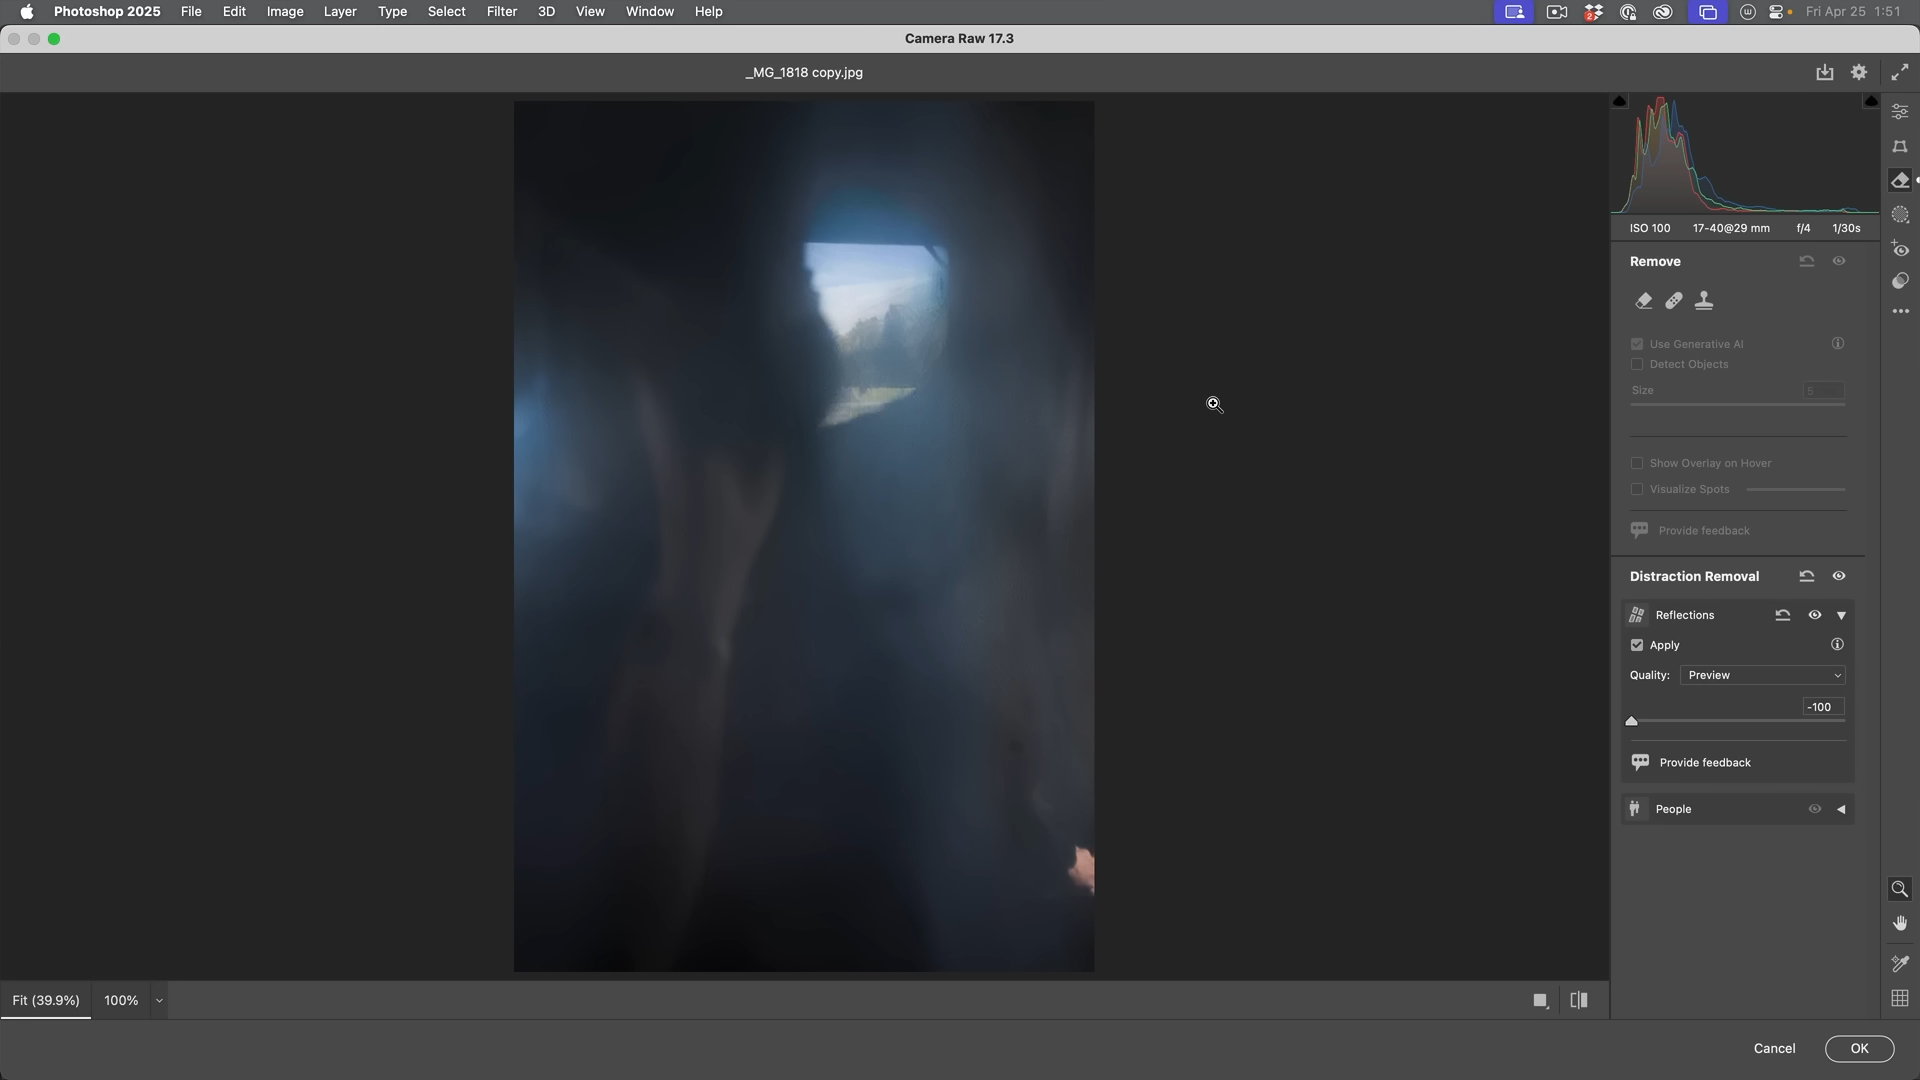 Photoshop 2025 File Edit Image Layer Type Select Filter 3D View Window Help 2 Fri Apr 25 1:51
Camera Raw 17.3
_MG_1818 copy.jpg
ISO 100 17-40@29 mm f/4 1/30s
Remove
Use Generative AI
Detect Objects
Size 5
Show Overlay on Hover
Visualize Spots
Provide feedback
Distraction Removal
Reflections
Apply
Quality: Preview
-100
Provide feedback
People
Fit (39.9%) 100%
Cancel OK